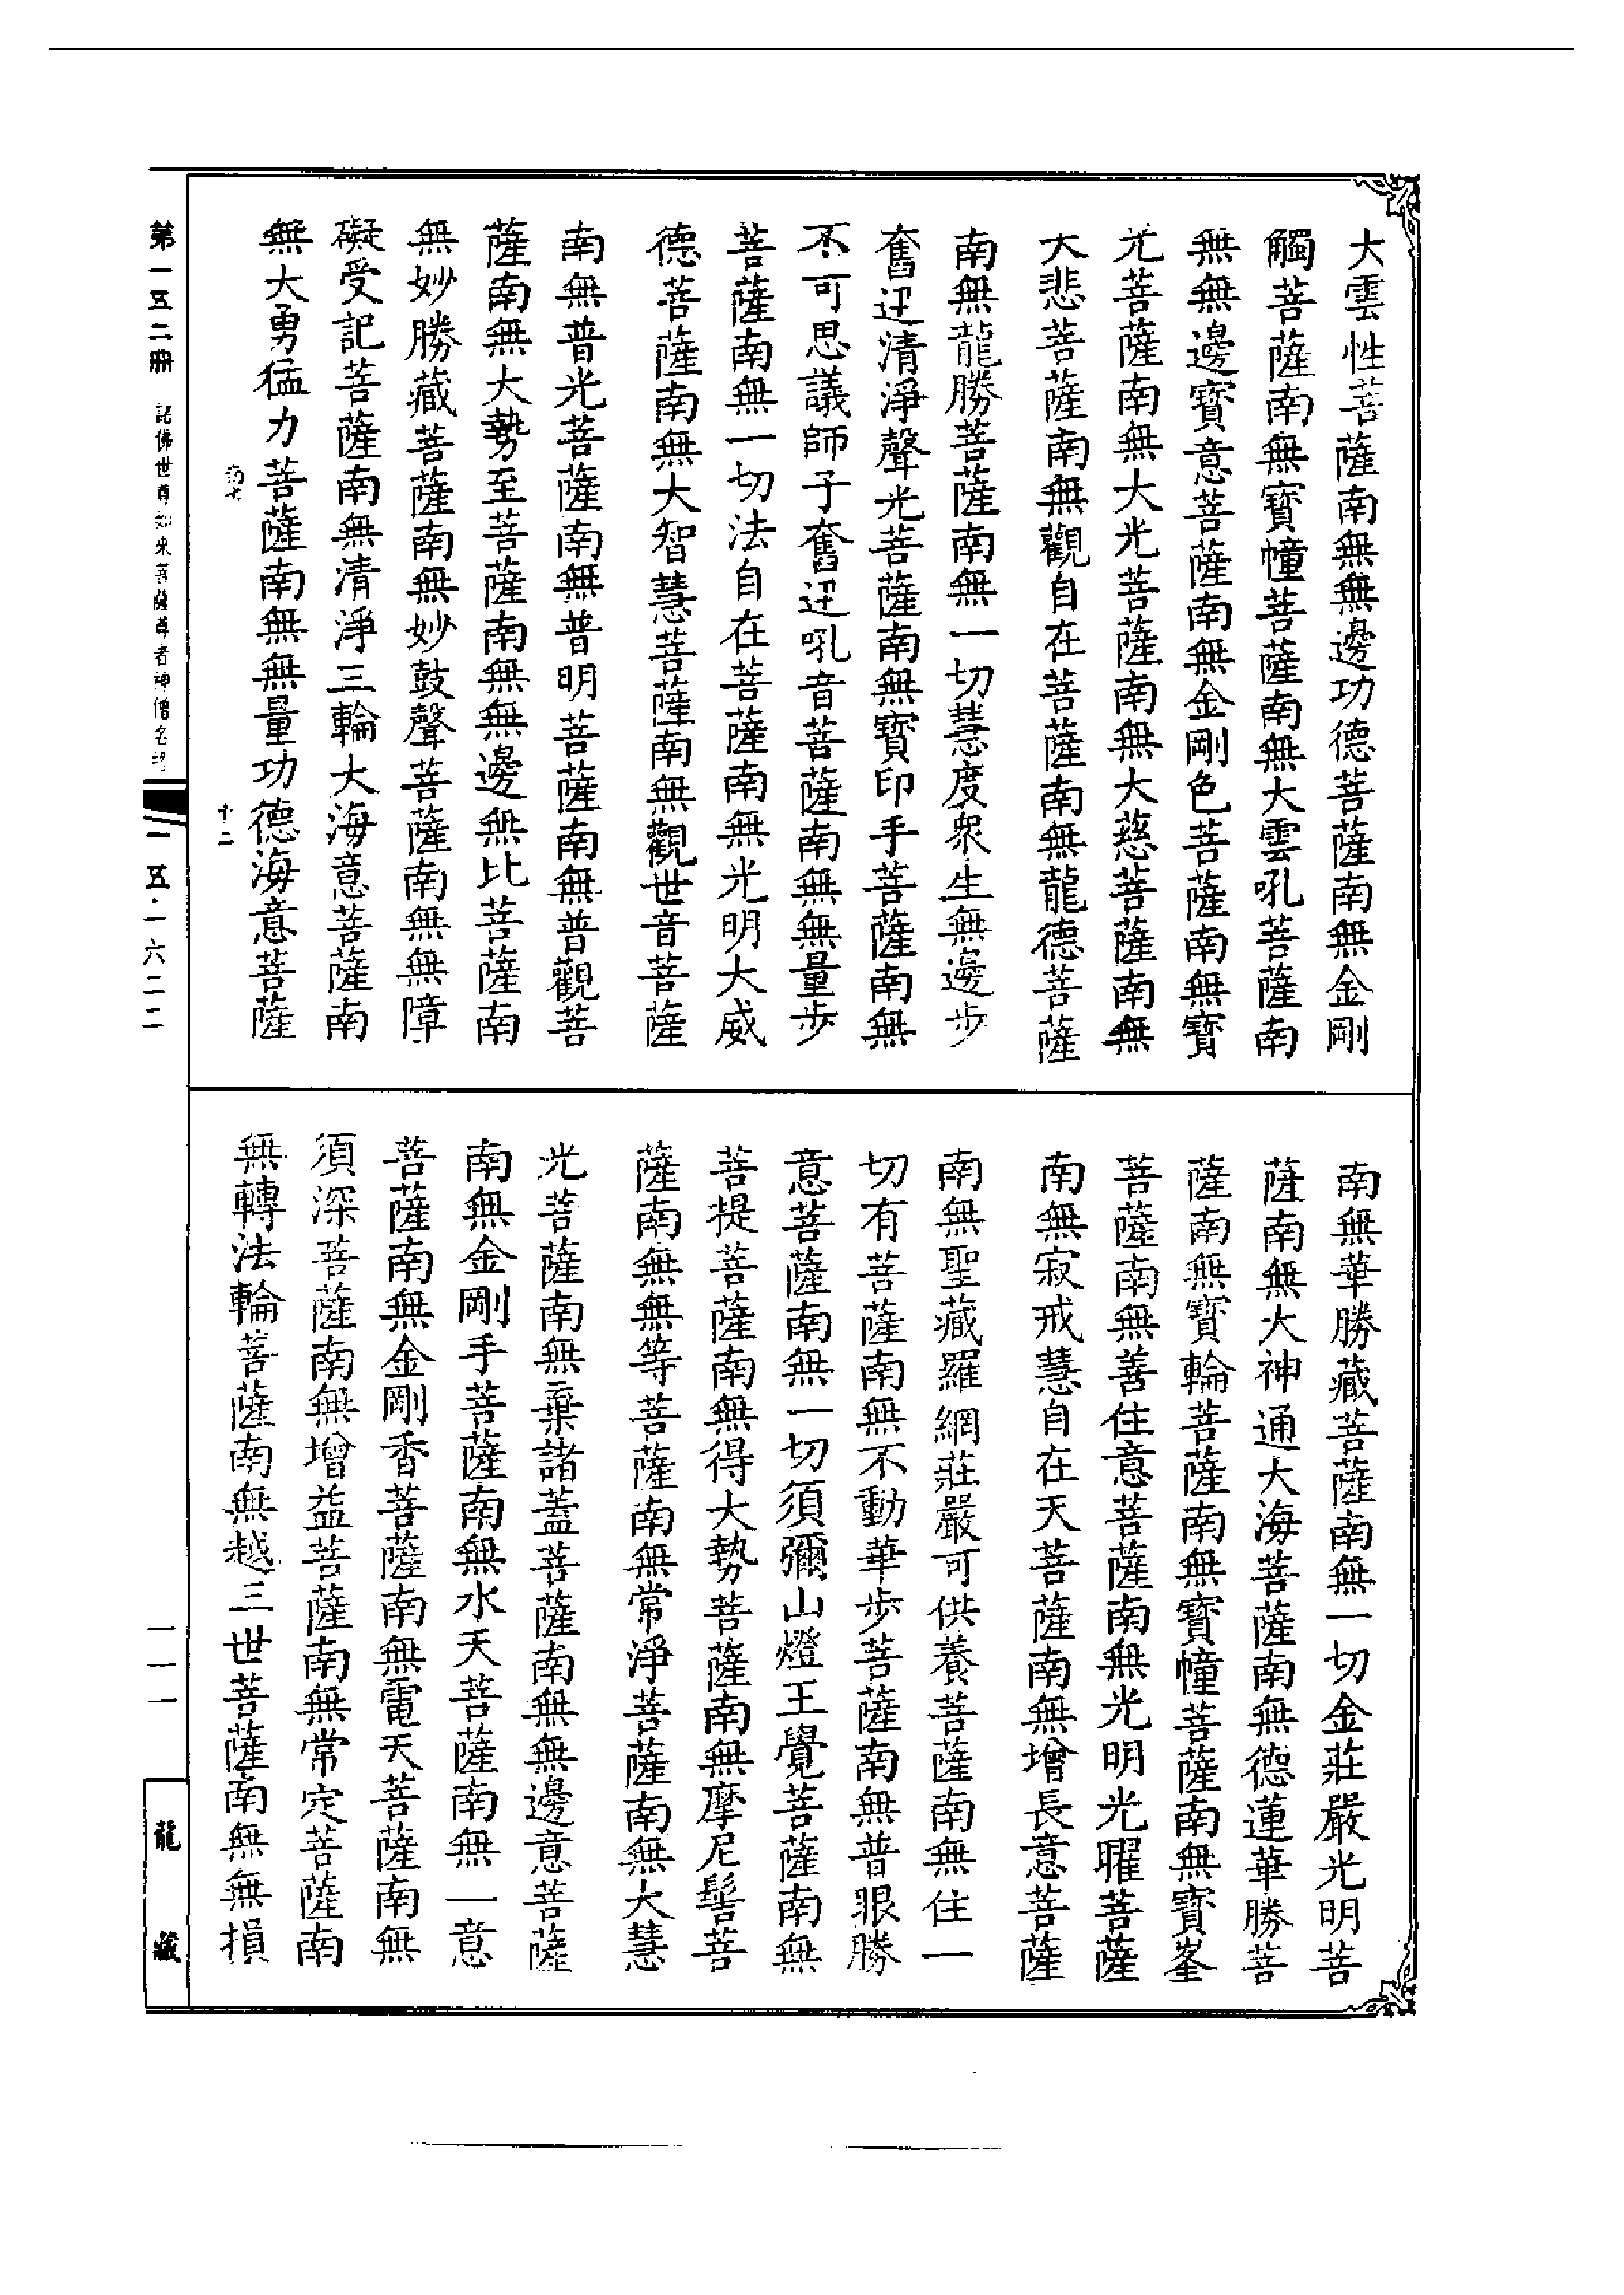 大雲性菩薩南無無邊功德菩薩南無金剛
觸菩薩南無寶幢菩薩南無大雲吼菩薩南
無無邊寶意菩薩南無金剛色菩薩南無寶
光菩薩南無大光菩薩南無大慈菩薩南無
大悲菩薩南無觀自在菩薩南無龍德菩薩
南無龍勝菩薩南無一切慧度衆生無邊步
奮迅清淨聲光菩薩南無寶印手菩薩南無
不可思議師子奮迅吼音菩薩南無無量步
菩薩南無一切法自在菩薩南無光明大威
德菩薩南無大智慧菩薩南無觀世音菩薩
南無普光菩薩南無普明菩薩南無普觀菩
薩南無大勢至菩薩南無無邊無比菩薩南
無妙勝藏菩薩南無妙鼓聲菩薩南無無障
礙受記菩薩南無清淨三輪大海意菩薩南
無大勇猛力菩薩南無無量功德海意菩薩
十二
南無華勝藏菩薩南無一切金莊嚴光明菩
薩南無大神通大海菩薩南無德蓮華勝菩
薩南無寶輪菩薩南無寶幢菩薩南無寶峯
菩薩南無善住意菩薩南無光明光曜菩薩
南無寂戒慧自在天菩薩南無增長意菩薩
南無聖藏羅網莊嚴可供養菩薩南無住一
切有菩薩南無不動華步菩薩南無普眼勝
意菩薩南無一切須彌山燈王覺菩薩南無
菩提菩薩南無得大勢菩薩南無摩尼髻菩
薩南無無等菩薩南無常淨菩薩南無大慧
光菩薩南無棄諸蓋菩薩南無無邊意菩薩
南無金剛手菩薩南無水天菩薩南無一意
菩薩南無金剛香菩薩南無電天菩薩南無
須深菩薩南無增益菩薩南無常定菩薩南
無轉法輪菩薩南無越三世菩薩南無無損
第一五二冊 諸佛世尊如來菩薩尊者神僧名
一五·一六二二
一一一
龍藏